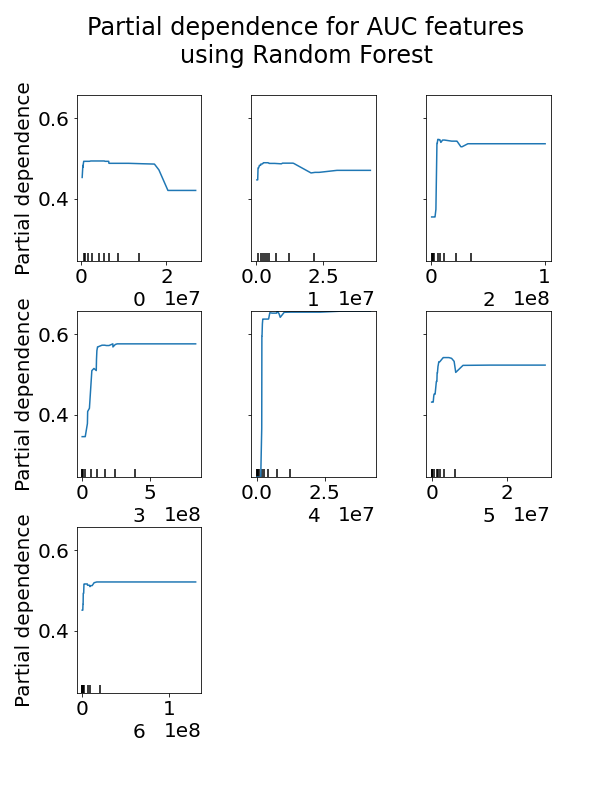 Partial dependence for AUC features
using Random Forest
Partial dependence
0.6
0.4
0 2
0 1e7
0.0 2.5
1 1e7
0 1
2 1e8
Partial dependence
0.6
0.4
0 5
3 1e8
0.0 2.5
4 1e7
0 2
5 1e7
Partial dependence
0.6
0.4
0 1
6 1e8